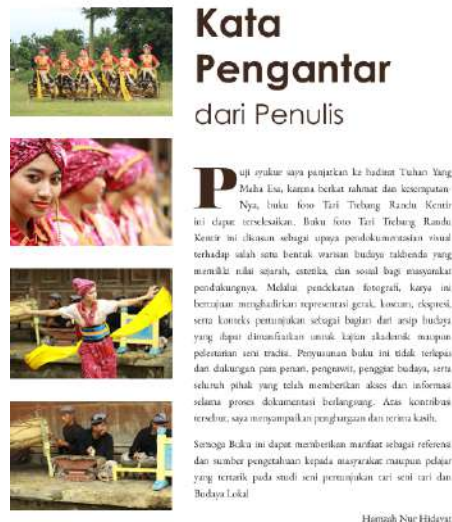 Kata
Pengantar
dari Penulis
Puji syukur saya panjatkan ke hadirat Tuhan Yang
Maha Esa, karena berkat rahmat dan kesempatan-
Nya, buku foto Tari Trebang Randu Kentir
ini dapat terselesaikan. Buku foto Tari Trebang Randu
Kentir ini disusun sebagai upaya pendokumentasian visual
terhadap salah satu bentuk warisan budaya takbenda yang
memiliki nilai sejarah, estetika, dan sosial bagi masyarakat
pendukungnya. Melalui pendekatan fotografi, karya ini
bertujuan menghadirkan representasi gerak, kostum, ekspresi,
serta konteks pertunjukan sebagai bagian dari arsip budaya
yang dapat dimanfaatkan untuk kajian akademik maupun
pelestarian seni tradisi. Penyusunan buku ini tidak terlepas
dari dukungan para penari, pengrawit, penggiat budaya, serta
seluruh pihak yang telah memberikan akses dan informasi
selama proses dokumentasi berlangsung. Atas kontribusi
tersebut, saya menyampaikan penghargaan dan terima kasih.
Semoga Buku ini dapat memberikan manfaat sebagai referensi
dan sumber pengetahuan kepada masyarakat maupun pelajar
yang tertarik pada studi seni pertunjukan tari seni tari dan
Budaya Lokal
Hamzah Nur Hidayat